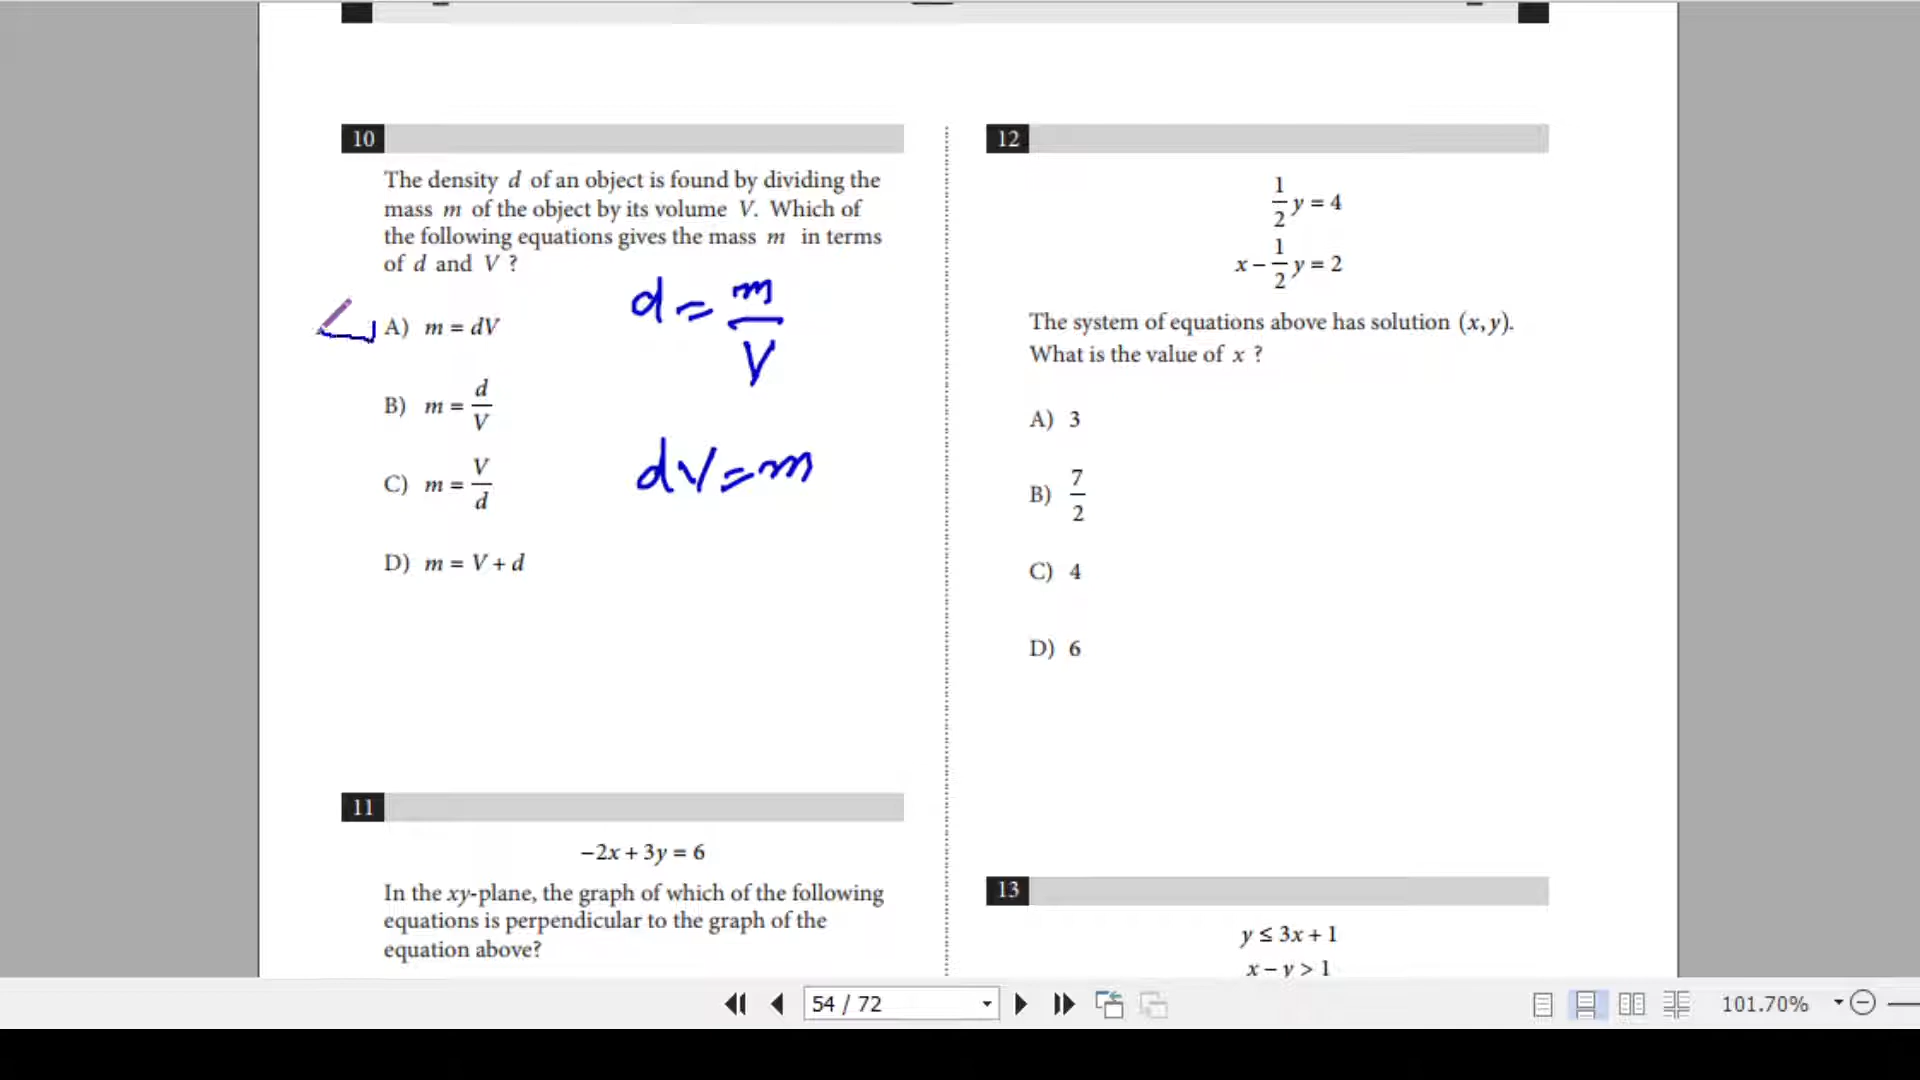 10
The density d of an object is found by dividing the
mass m of the object by its volume V. Which of
the following equations gives the mass m in terms
of d and V ?
A) m = dV
B) m = d/V
C) m = V/d
D) m = V + d
d = m/V
dV = m
11
−2x + 3y = 6
In the xy-plane, the graph of which of the following
equations is perpendicular to the graph of the
equation above?
12
1/2 y = 4
x − 1/2 y = 2
The system of equations above has solution (x, y).
What is the value of x ?
A) 3
B) 7/2
C) 4
D) 6
13
y ≤ 3x + 1
x − y > 1
54 / 72
101.70%